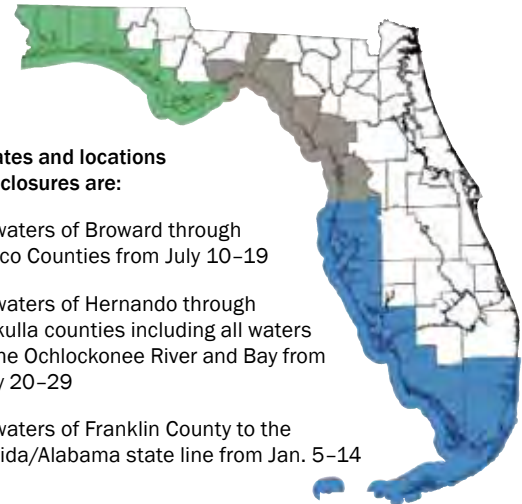 ates and locations
closures are:
waters of Broward through
co Counties from July 10–19
waters of Hernando through
kulla counties including all waters
he Ochlockonee River and Bay from
y 20–29
waters of Franklin County to the
ida/Alabama state line from Jan. 5–14